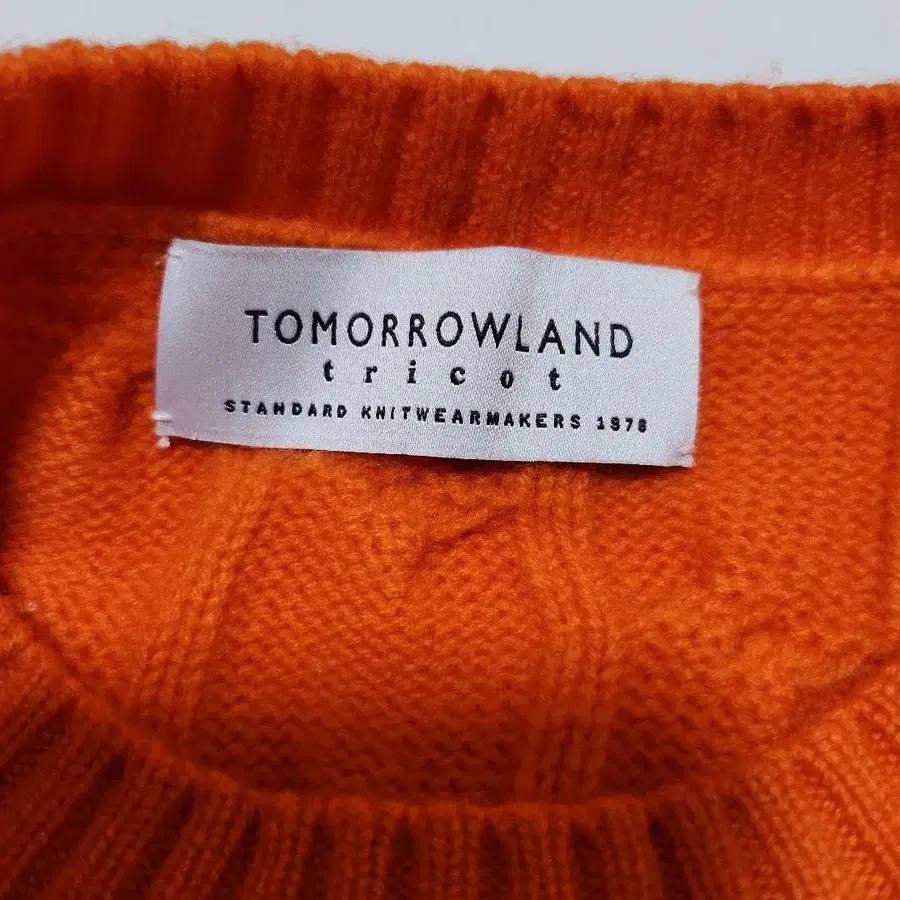 TOMORROWLAND
tricot
STANDARD KNITWEARMAKERS 1978